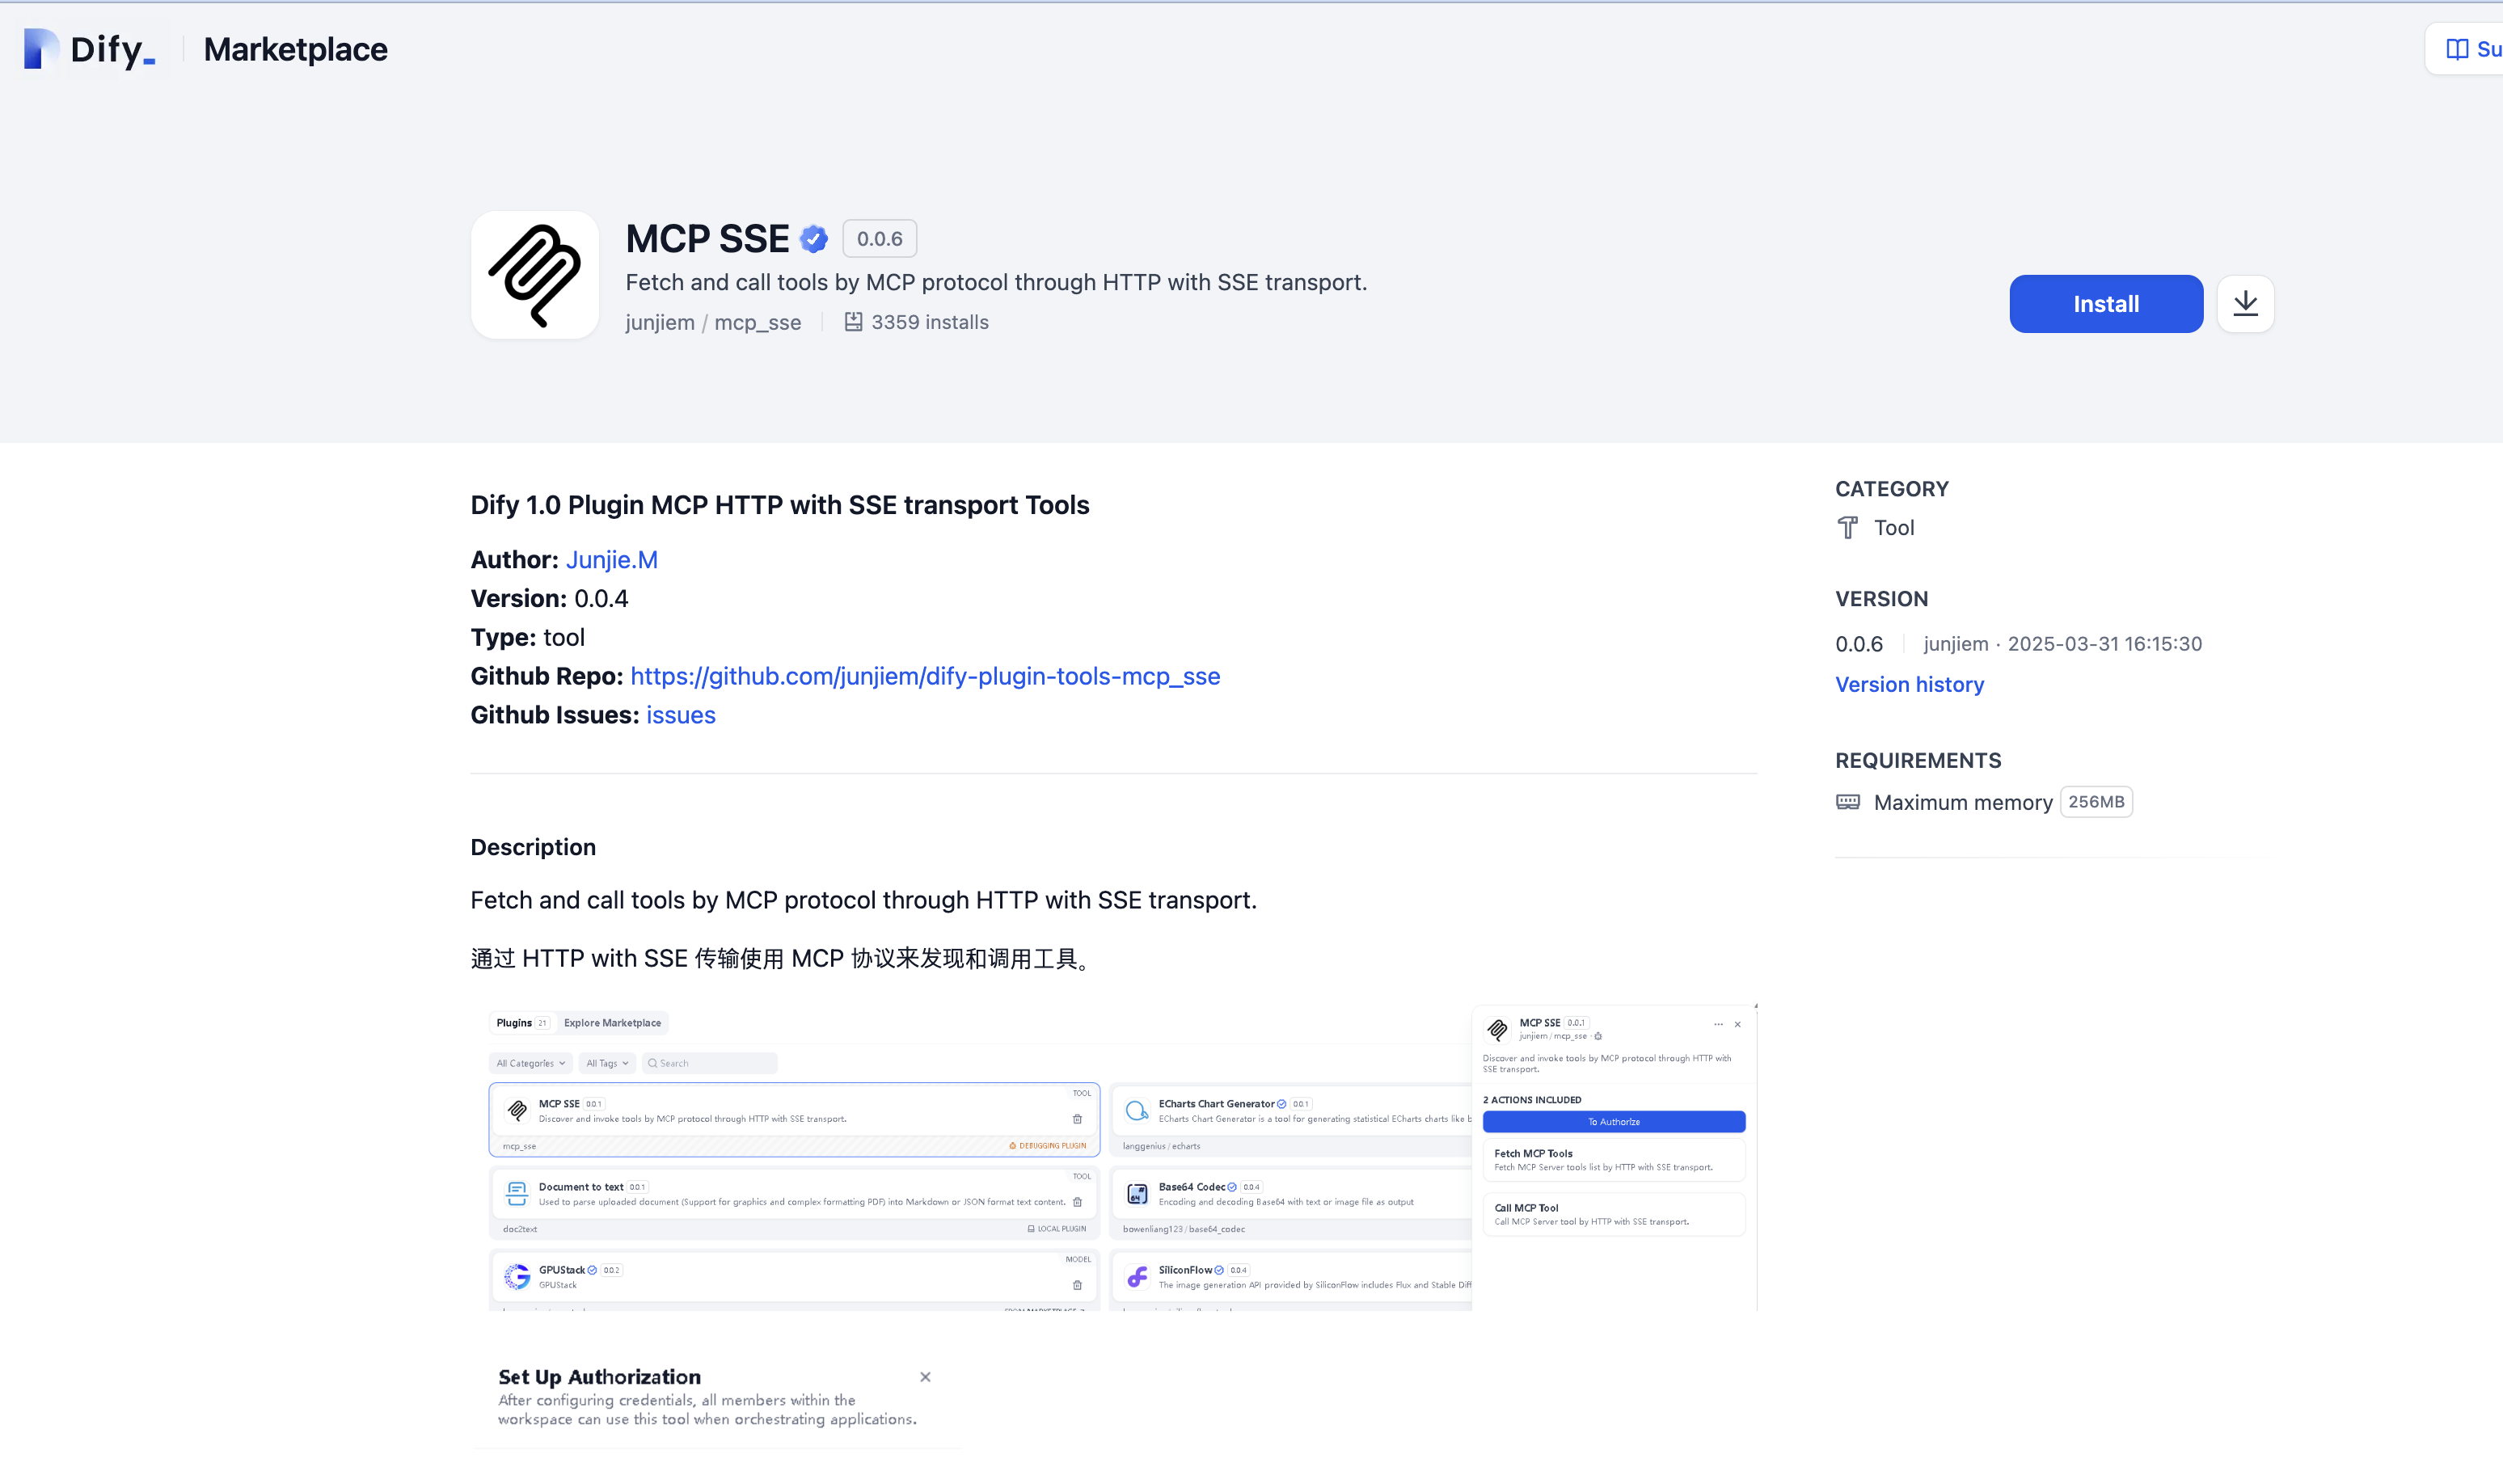 Dify_
Marketplace
Su
MCP SSE 0.0.6
Fetch and call tools by MCP protocol through HTTP with SSE transport.
junjiem / mcp_sse 3359 installs
Install
Dify 1.0 Plugin MCP HTTP with SSE transport Tools
Author: Junjie.M
Version: 0.0.4
Type: tool
Github Repo: https://github.com/junjiem/dify-plugin-tools-mcp_sse
Github Issues: issues
CATEGORY
Tool
VERSION
0.0.6 junjiem · 2025-03-31 16:15:30
Version history
REQUIREMENTS
Maximum memory 256MB
Description
Fetch and call tools by MCP protocol through HTTP with SSE transport.
通过 HTTP with SSE 传输使用 MCP 协议来发现和调用工具。
Plugins 21 Explore Marketplace
All Categories All Tags Search
TOOL
MCP SSE 0.0.1
Discover and invoke tools by MCP protocol through HTTP with SSE transport.
mcp_sse DEBUGGING PLUGIN
ECharts Chart Generator 0.0.1
ECharts Chart Generator is a tool for generating statistical ECharts charts like b
langgenius / echarts
TOOL
Document to text 0.0.1
Used to parse uploaded document (Support for graphics and complex formatting PDF) into Markdown or JSON format text content.
doc2text LOCAL PLUGIN
Base64 Codec 0.0.4
Encoding and decoding Base64 with text or image file as output
bowenliang123 / base64_codec
MODEL
GPUStack 0.0.2
GPUStack
SiliconFlow 0.0.4
The image generation API provided by SiliconFlow includes Flux and Stable Diff
MCP SSE 0.0.1
junjiem / mcp_sse ·
Discover and invoke tools by MCP protocol through HTTP with
SSE transport.
2 ACTIONS INCLUDED
To Authorize
Fetch MCP Tools
Fetch MCP Server tools list by HTTP with SSE transport.
Call MCP Tool
Call MCP Server tool by HTTP with SSE transport.
Set Up Authorization
After configuring credentials, all members within the
workspace can use this tool when orchestrating applications.